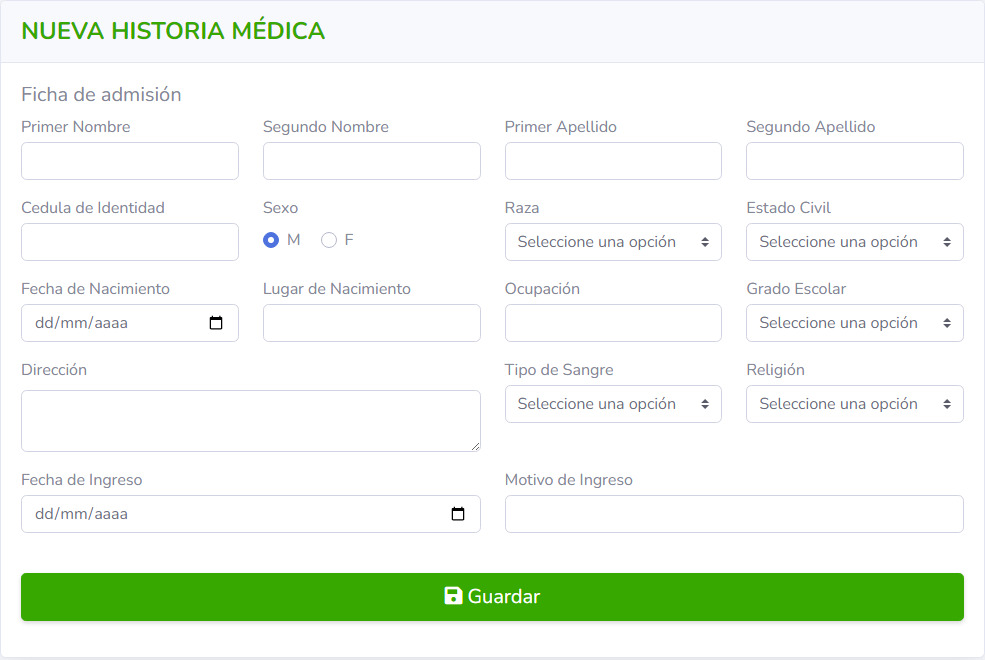 NUEVA HISTORIA MÉDICA
Ficha de admisión
Primer Nombre Segundo Nombre Primer Apellido Segundo Apellido
Cedula de Identidad Sexo Raza Estado Civil
M F Seleccione una opción Seleccione una opción
Fecha de Nacimiento Lugar de Nacimiento Ocupación Grado Escolar
dd/mm/aaaa Seleccione una opción
Dirección Tipo de Sangre Religión
Seleccione una opción Seleccione una opción
Fecha de Ingreso Motivo de Ingreso
dd/mm/aaaa
Guardar